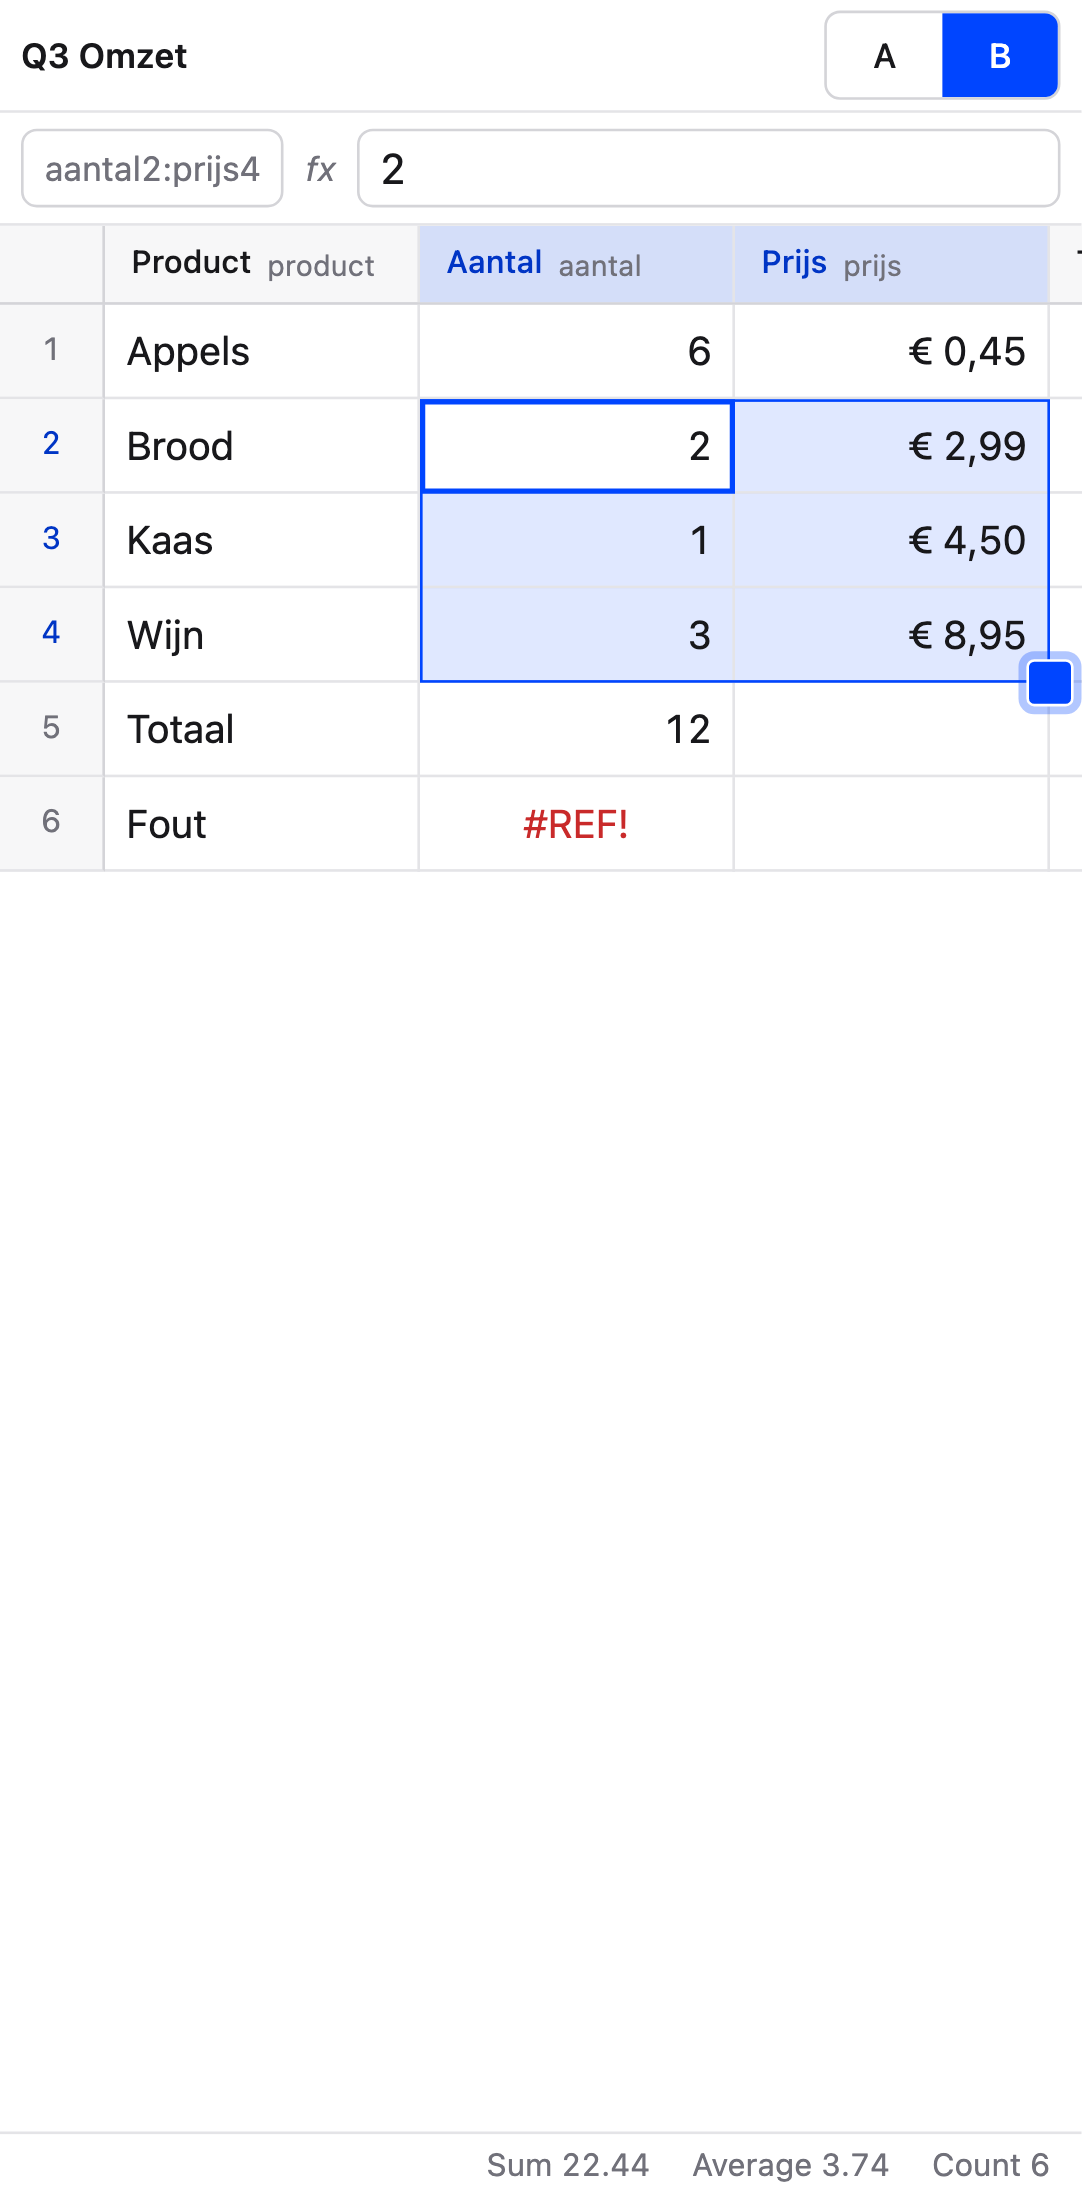 Q3 Omzet A B
aantal2:prijs4 fx 2
Product product Aantal aantal Prijs prijs
1 Appels 6 € 0,45
2 Brood 2 € 2,99
3 Kaas 1 € 4,50
4 Wijn 3 € 8,95
5 Totaal 12
6 Fout #REF!
Sum 22.44 Average 3.74 Count 6